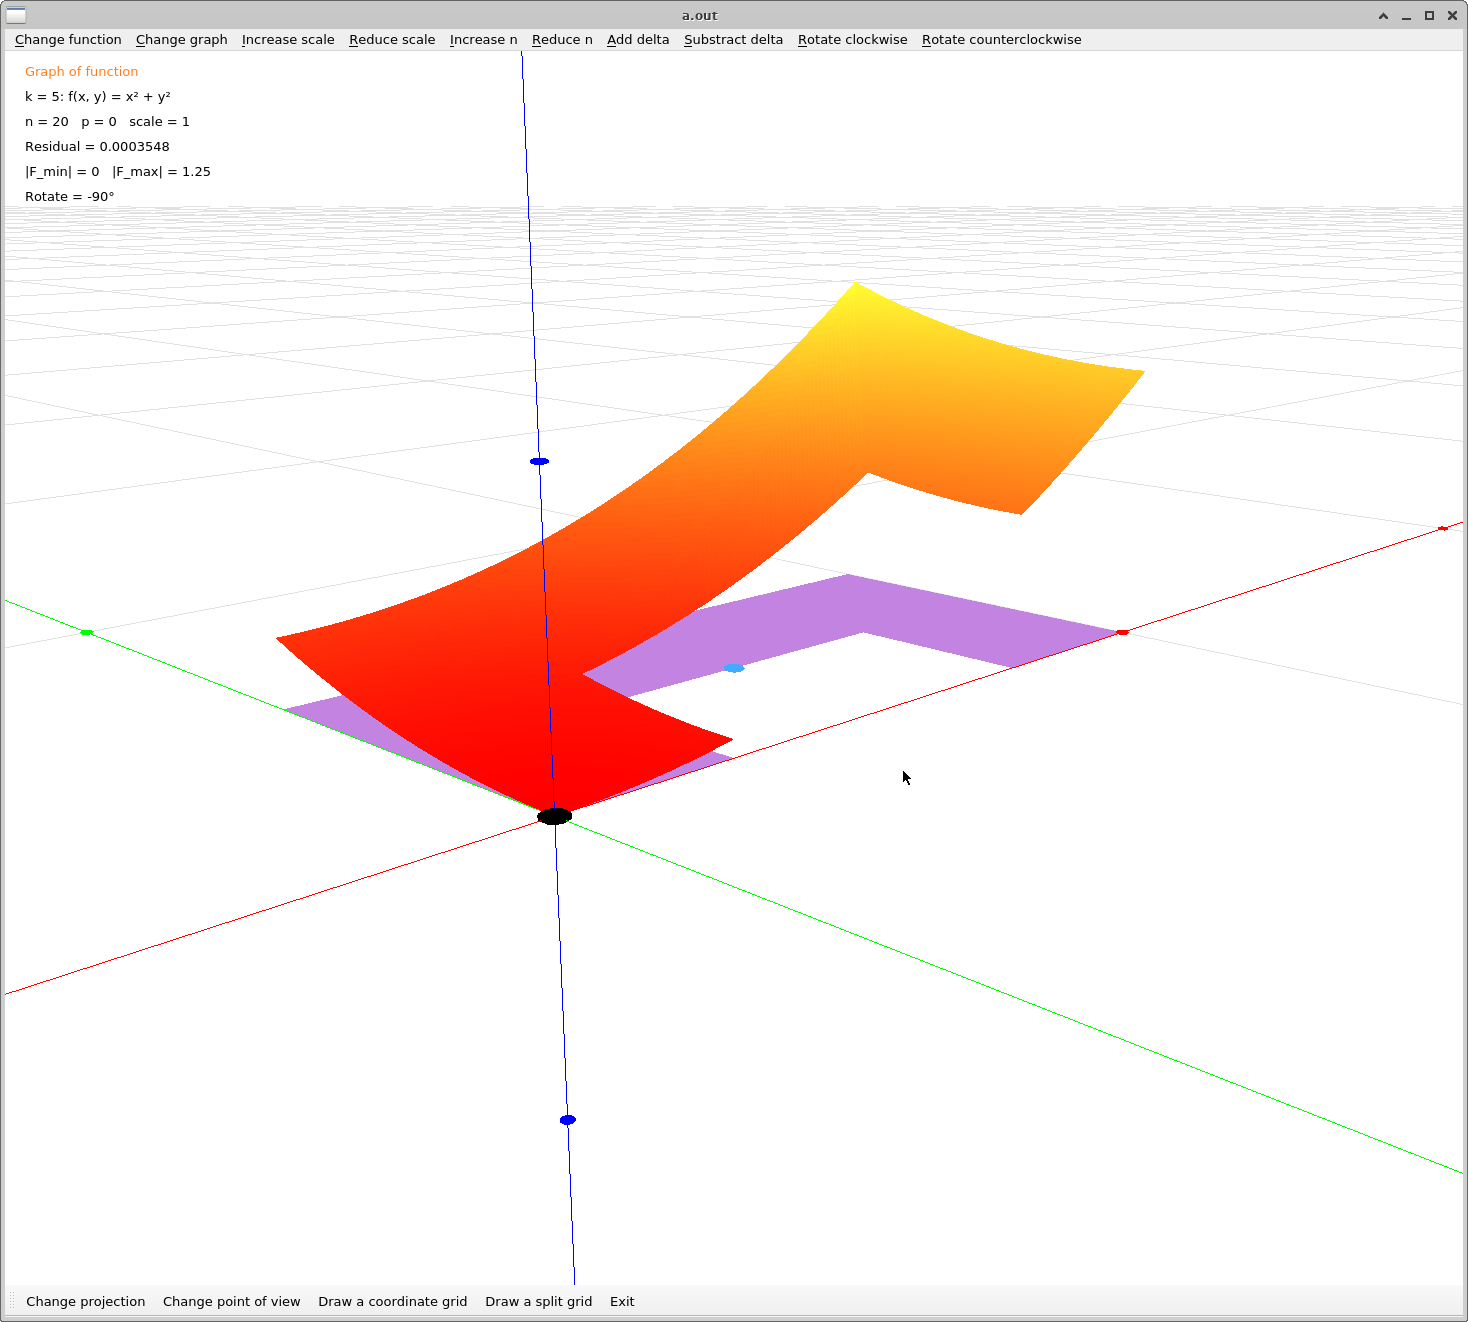 a.out
Change function Change graph Increase scale Reduce scale Increase n Reduce n Add delta Substract delta Rotate clockwise Rotate counterclockwise
Graph of function
k = 5: f(x, y) = x² + y²
n = 20 p = 0 scale = 1
Residual = 0.0003548
|F_min| = 0 |F_max| = 1.25
Rotate = -90°
Change projection Change point of view Draw a coordinate grid Draw a split grid Exit